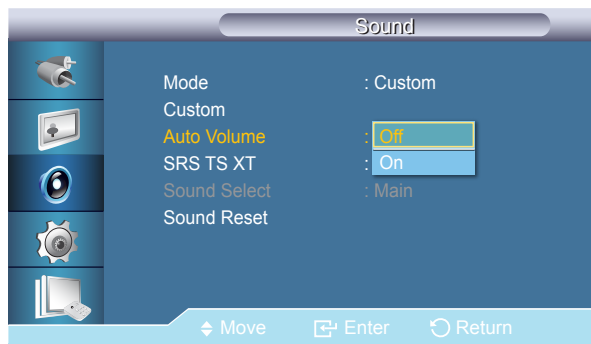 Sound
Mode : Custom
Custom
Auto Volume : Off
SRS TS XT : On
Sound Select : Main
Sound Reset
Move Enter Return